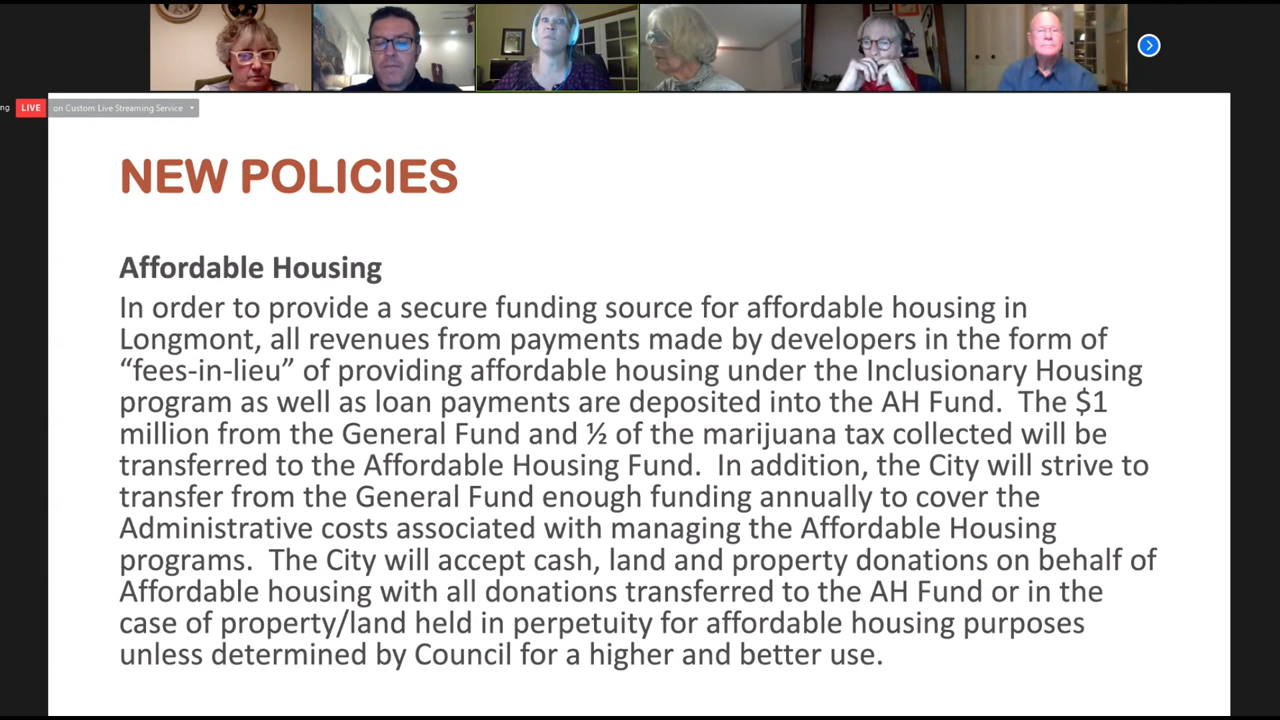 ng LIVE on Custom Live Streaming Service
NEW POLICIES
Affordable Housing
In order to provide a secure funding source for affordable housing in
Longmont, all revenues from payments made by developers in the form of
“fees-in-lieu” of providing affordable housing under the Inclusionary Housing
program as well as loan payments are deposited into the AH Fund.  The $1
million from the General Fund and ½ of the marijuana tax collected will be
transferred to the Affordable Housing Fund.  In addition, the City will strive to
transfer from the General Fund enough funding annually to cover the
Administrative costs associated with managing the Affordable Housing
programs.  The City will accept cash, land and property donations on behalf of
Affordable housing with all donations transferred to the AH Fund or in the
case of property/land held in perpetuity for affordable housing purposes
unless determined by Council for a higher and better use.